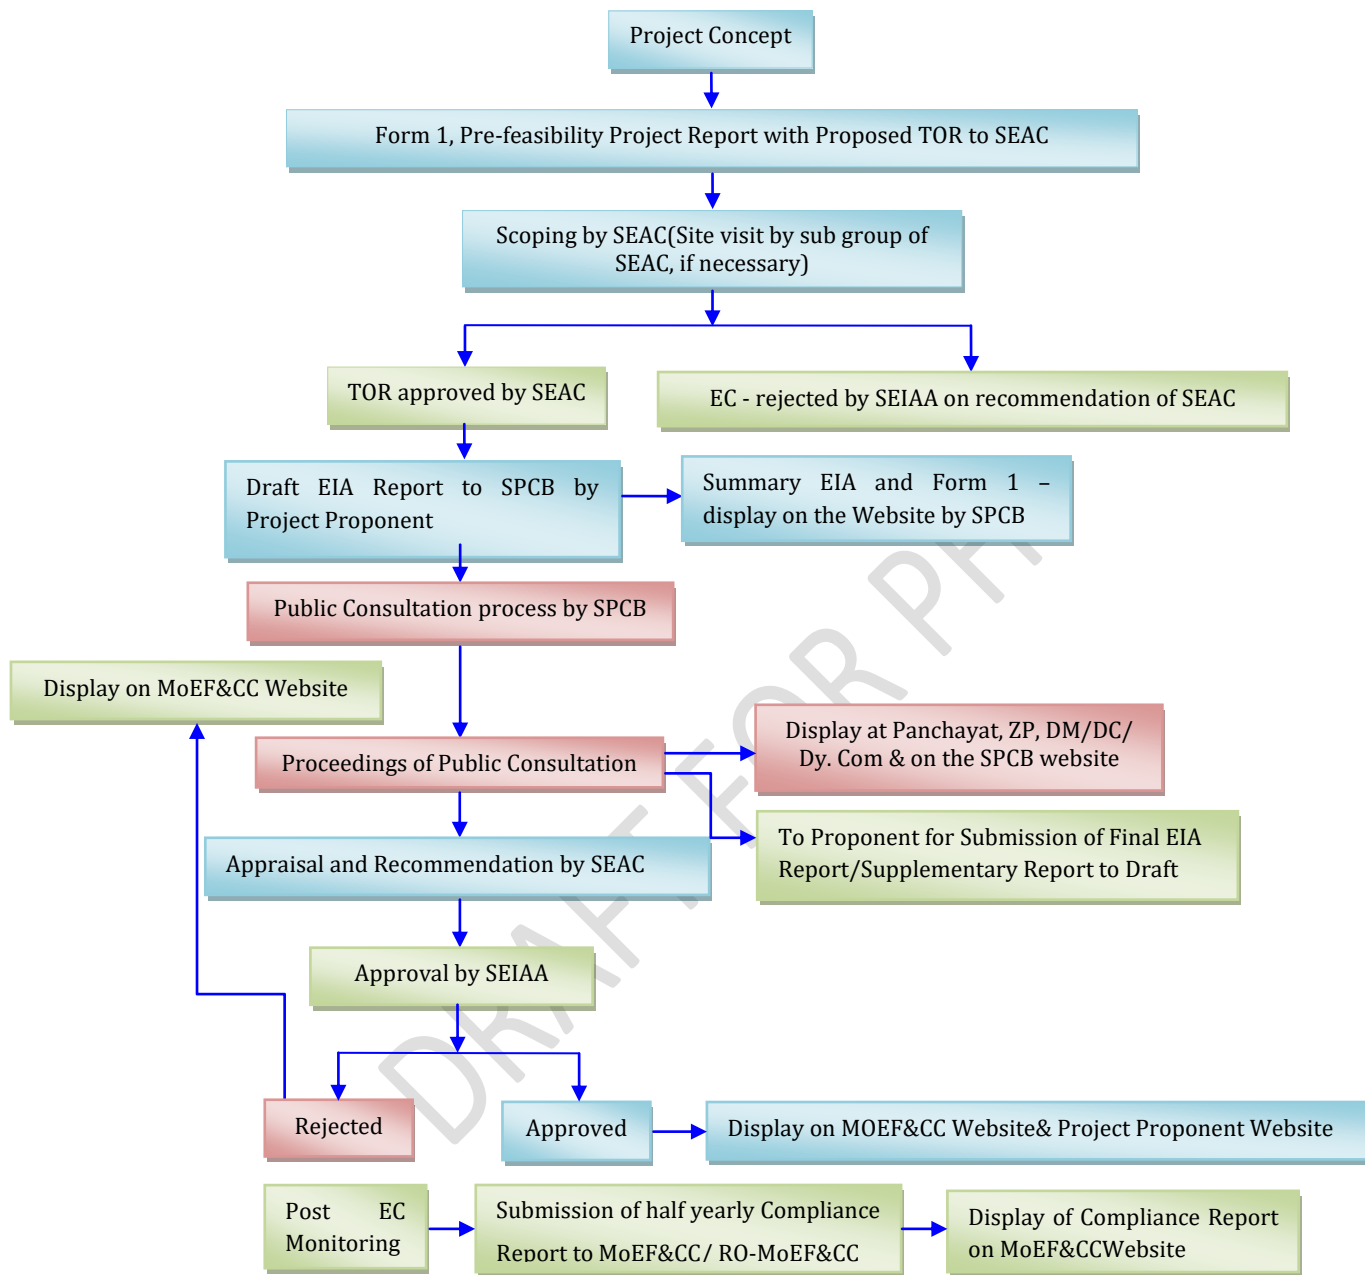 Project Concept
Form 1, Pre-feasibility Project Report with Proposed TOR to SEAC
Scoping by SEAC(Site visit by sub group of
SEAC, if necessary)
TOR approved by SEAC
EC - rejected by SEIAA on recommendation of SEAC
Draft EIA Report to SPCB by
Project Proponent
Summary EIA and Form 1 –
display on the Website by SPCB
Public Consultation process by SPCB
Display on MoEF&CC Website
Proceedings of Public Consultation
Display at Panchayat, ZP, DM/DC/
Dy. Com & on the SPCB website
To Proponent for Submission of Final EIA
Report/Supplementary Report to Draft
Appraisal and Recommendation by SEAC
Approval by SEIAA
Rejected
Approved
Display on MOEF&CC Website& Project Proponent Website
Post EC
Monitoring
Submission of half yearly Compliance
Report to MoEF&CC/ RO-MoEF&CC
Display of Compliance Report
on MoEF&CCWebsite
DRAFT FOR PH